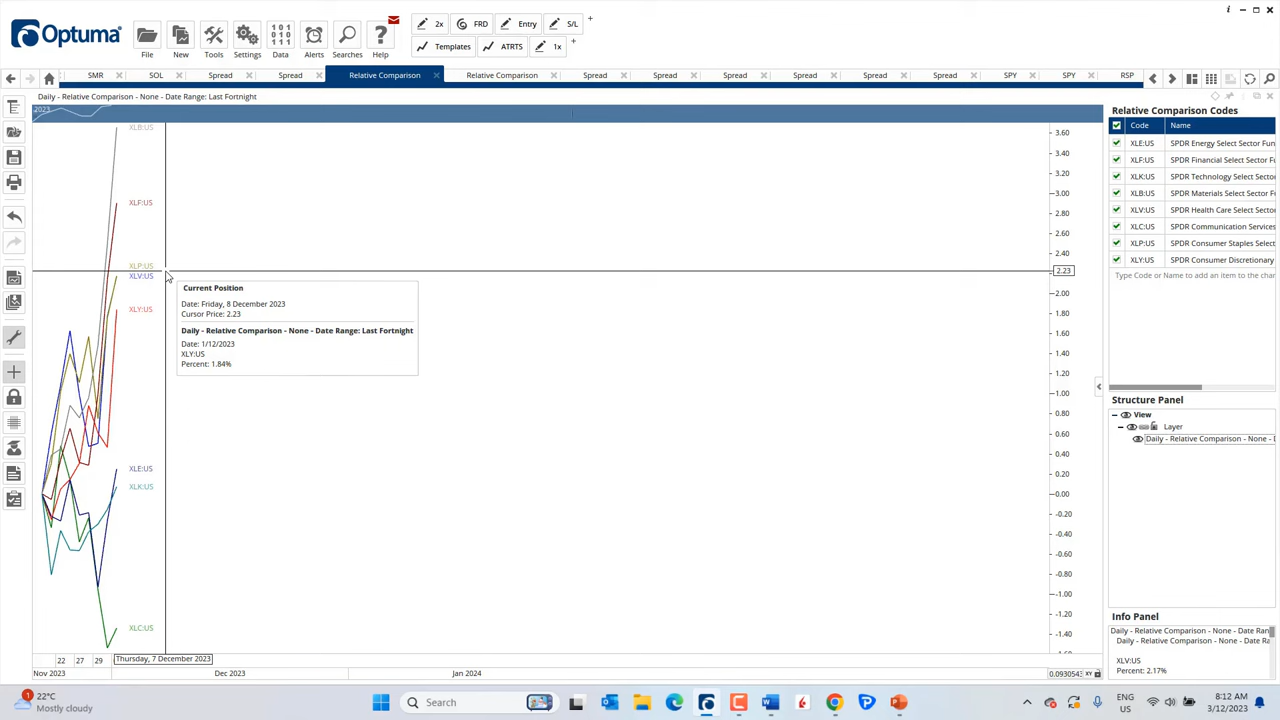 Optuma
File
New
Tools
Settings
Data
Alerts
Searches
Help
2x
FRD
Entry
S/L
Templates
ATRTS
1x
SMR
SOL
Spread
Spread
Relative Comparison
Relative Comparison
Spread
Spread
Spread
Spread
Spread
Spread
SPY
SPY
RSP
Daily - Relative Comparison - None - Date Range: Last Fortnight
2023
XLB:US
XLF:US
XLP:US
XLV:US
XLY:US
XLE:US
XLK:US
XLC:US
Current Position
Date: Friday, 8 December 2023
Cursor Price: 2.23
Daily - Relative Comparison - None - Date Range: Last Fortnight
Date: 1/12/2023
XLY:US
Percent: 1.84%
3.60
3.40
3.20
3.00
2.80
2.60
2.40
2.23
2.00
1.80
1.60
1.40
1.20
1.00
0.80
0.60
0.40
0.20
0.00
-0.20
-0.40
-0.60
-0.80
-1.00
-1.20
-1.40
22 27 29 Thursday, 7 December 2023
Nov 2023 Dec 2023 Jan 2024 0.0930543 XY
Relative Comparison Codes
Code Name
XLE:US SPDR Energy Select Sector Fun
XLF:US SPDR Financial Select Sector Fu
XLK:US SPDR Technology Select Secto
XLB:US SPDR Materials Select Sector F
XLV:US SPDR Health Care Select Sector
XLC:US SPDR Communication Services
XLP:US SPDR Consumer Staples Select
XLY:US SPDR Consumer Discretionary
Type Code or Name to add an item to the char
Structure Panel
View
Layer
Daily - Relative Comparison - None - D
Info Panel
Daily - Relative Comparison - None - Date Ran
Daily - Relative Comparison - None - Date Ra
XLV:US
Percent: 2.17%
1
22°C
Mostly cloudy
Search
ENG
US
8:12 AM
3/12/2023